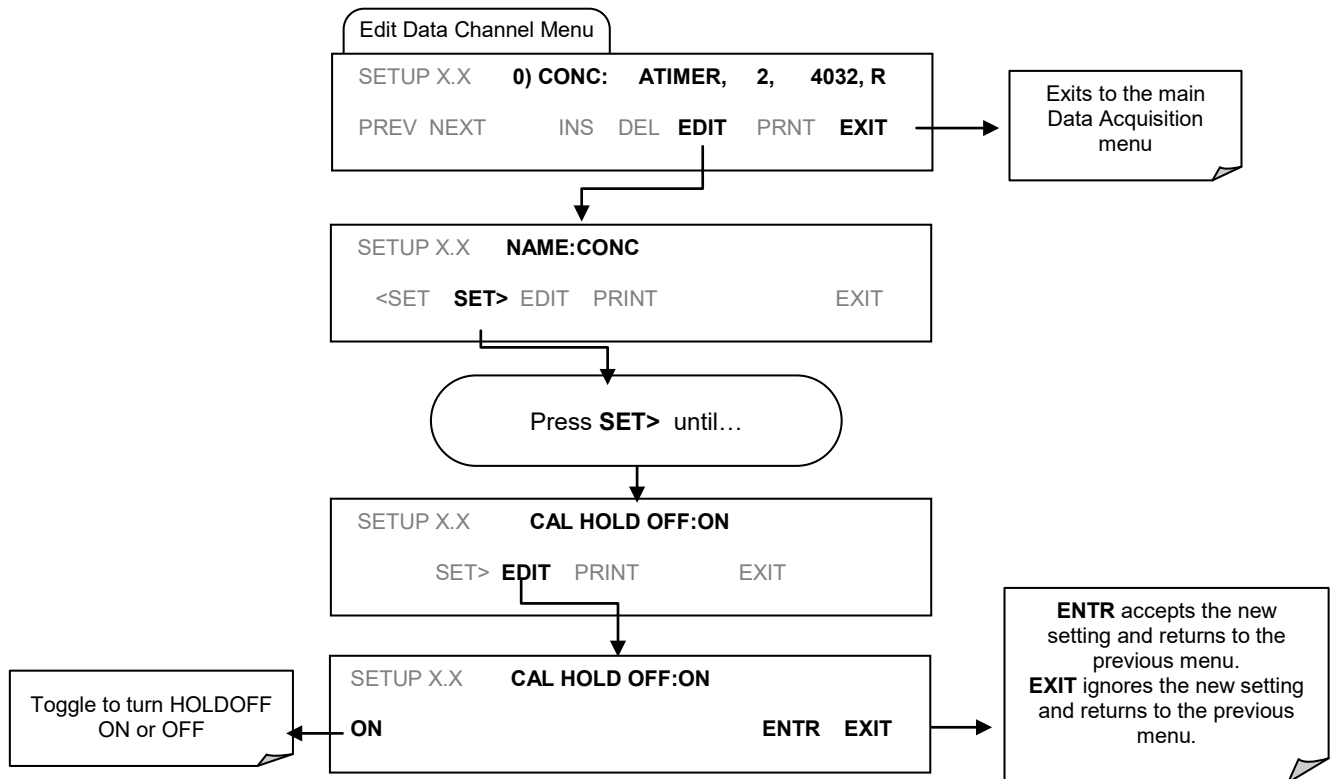 Edit Data Channel Menu
SETUP X.X 0) CONC: ATIMER, 2, 4032, R
PREV NEXT INS DEL EDIT PRNT EXIT
Exits to the main
Data Acquisition
menu
SETUP X.X NAME:CONC
<SET SET> EDIT PRINT EXIT
Press SET> until…
SETUP X.X CAL HOLD OFF:ON
SET> EDIT PRINT EXIT
SETUP X.X CAL HOLD OFF:ON
ON ENTR EXIT
Toggle to turn HOLDOFF
ON or OFF
ENTR accepts the new
setting and returns to the
previous menu.
EXIT ignores the new setting
and returns to the previous
menu.